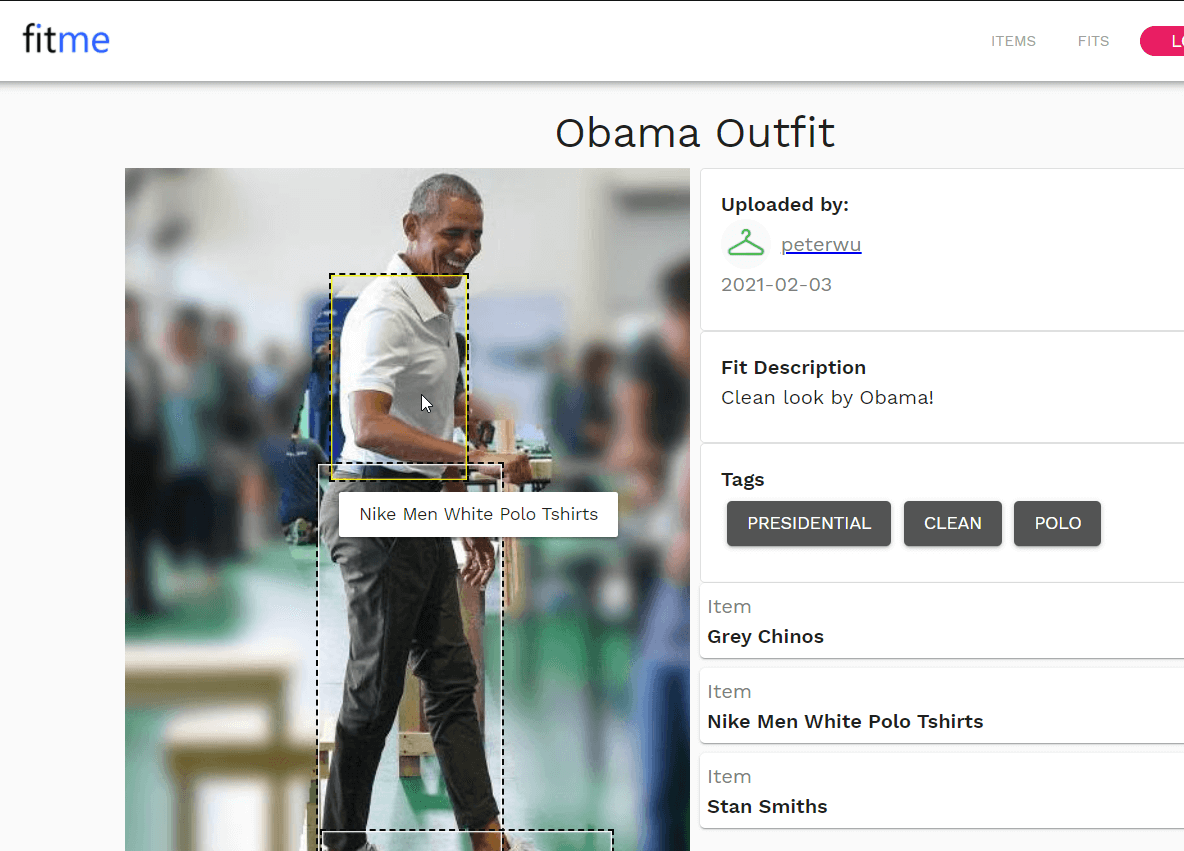 fitme
ITEMS
FITS
Obama Outfit
Uploaded by:
peterwu
2021-02-03
Fit Description
Clean look by Obama!
Tags
PRESIDENTIAL
CLEAN
POLO
Nike Men White Polo Tshirts
Item
Grey Chinos
Item
Nike Men White Polo Tshirts
Item
Stan Smiths